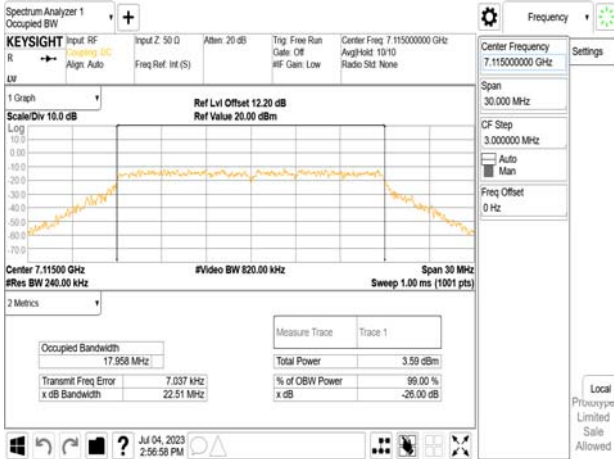 Spectrum Analyzer 1
Occupied BW
Frequency
KEYSIGHT
Input: RF
Coupling: DC
Align: Auto
Input Z: 50 Ω
Freq Ref: Int (S)
Atten: 20 dB
Trig: Free Run
Gate: Off
#IF Gain: Low
Center Freq: 7.115000000 GHz
Avg|Hold: 10/10
Radio Std: None
R
Center Frequency
7.115000000 GHz
Settings
Span
30.000 MHz
CF Step
3.000000 MHz
Auto
Man
Freq Offset
0 Hz
1 Graph
Scale/Div 10.0 dB
Ref Lvl Offset 12.20 dB
Ref Value 20.00 dBm
Log
10.0
0.00
-10.0
-20.0
-30.0
-40.0
-50.0
-60.0
-70.0
Center 7.11500 GHz
#Video BW 820.00 kHz
Span 30 MHz
#Res BW 240.00 kHz
Sweep 1.00 ms (1001 pts)
2 Metrics
Measure Trace
Trace 1
Occupied Bandwidth
17.958 MHz
Total Power
3.59 dBm
Transmit Freq Error
7.037 kHz
% of OBW Power
99.00 %
x dB Bandwidth
22.51 MHz
x dB
-26.00 dB
Local
Prototype
Limited
Sale
Allowed
?
Jul 04, 2023
2:56:58 PM